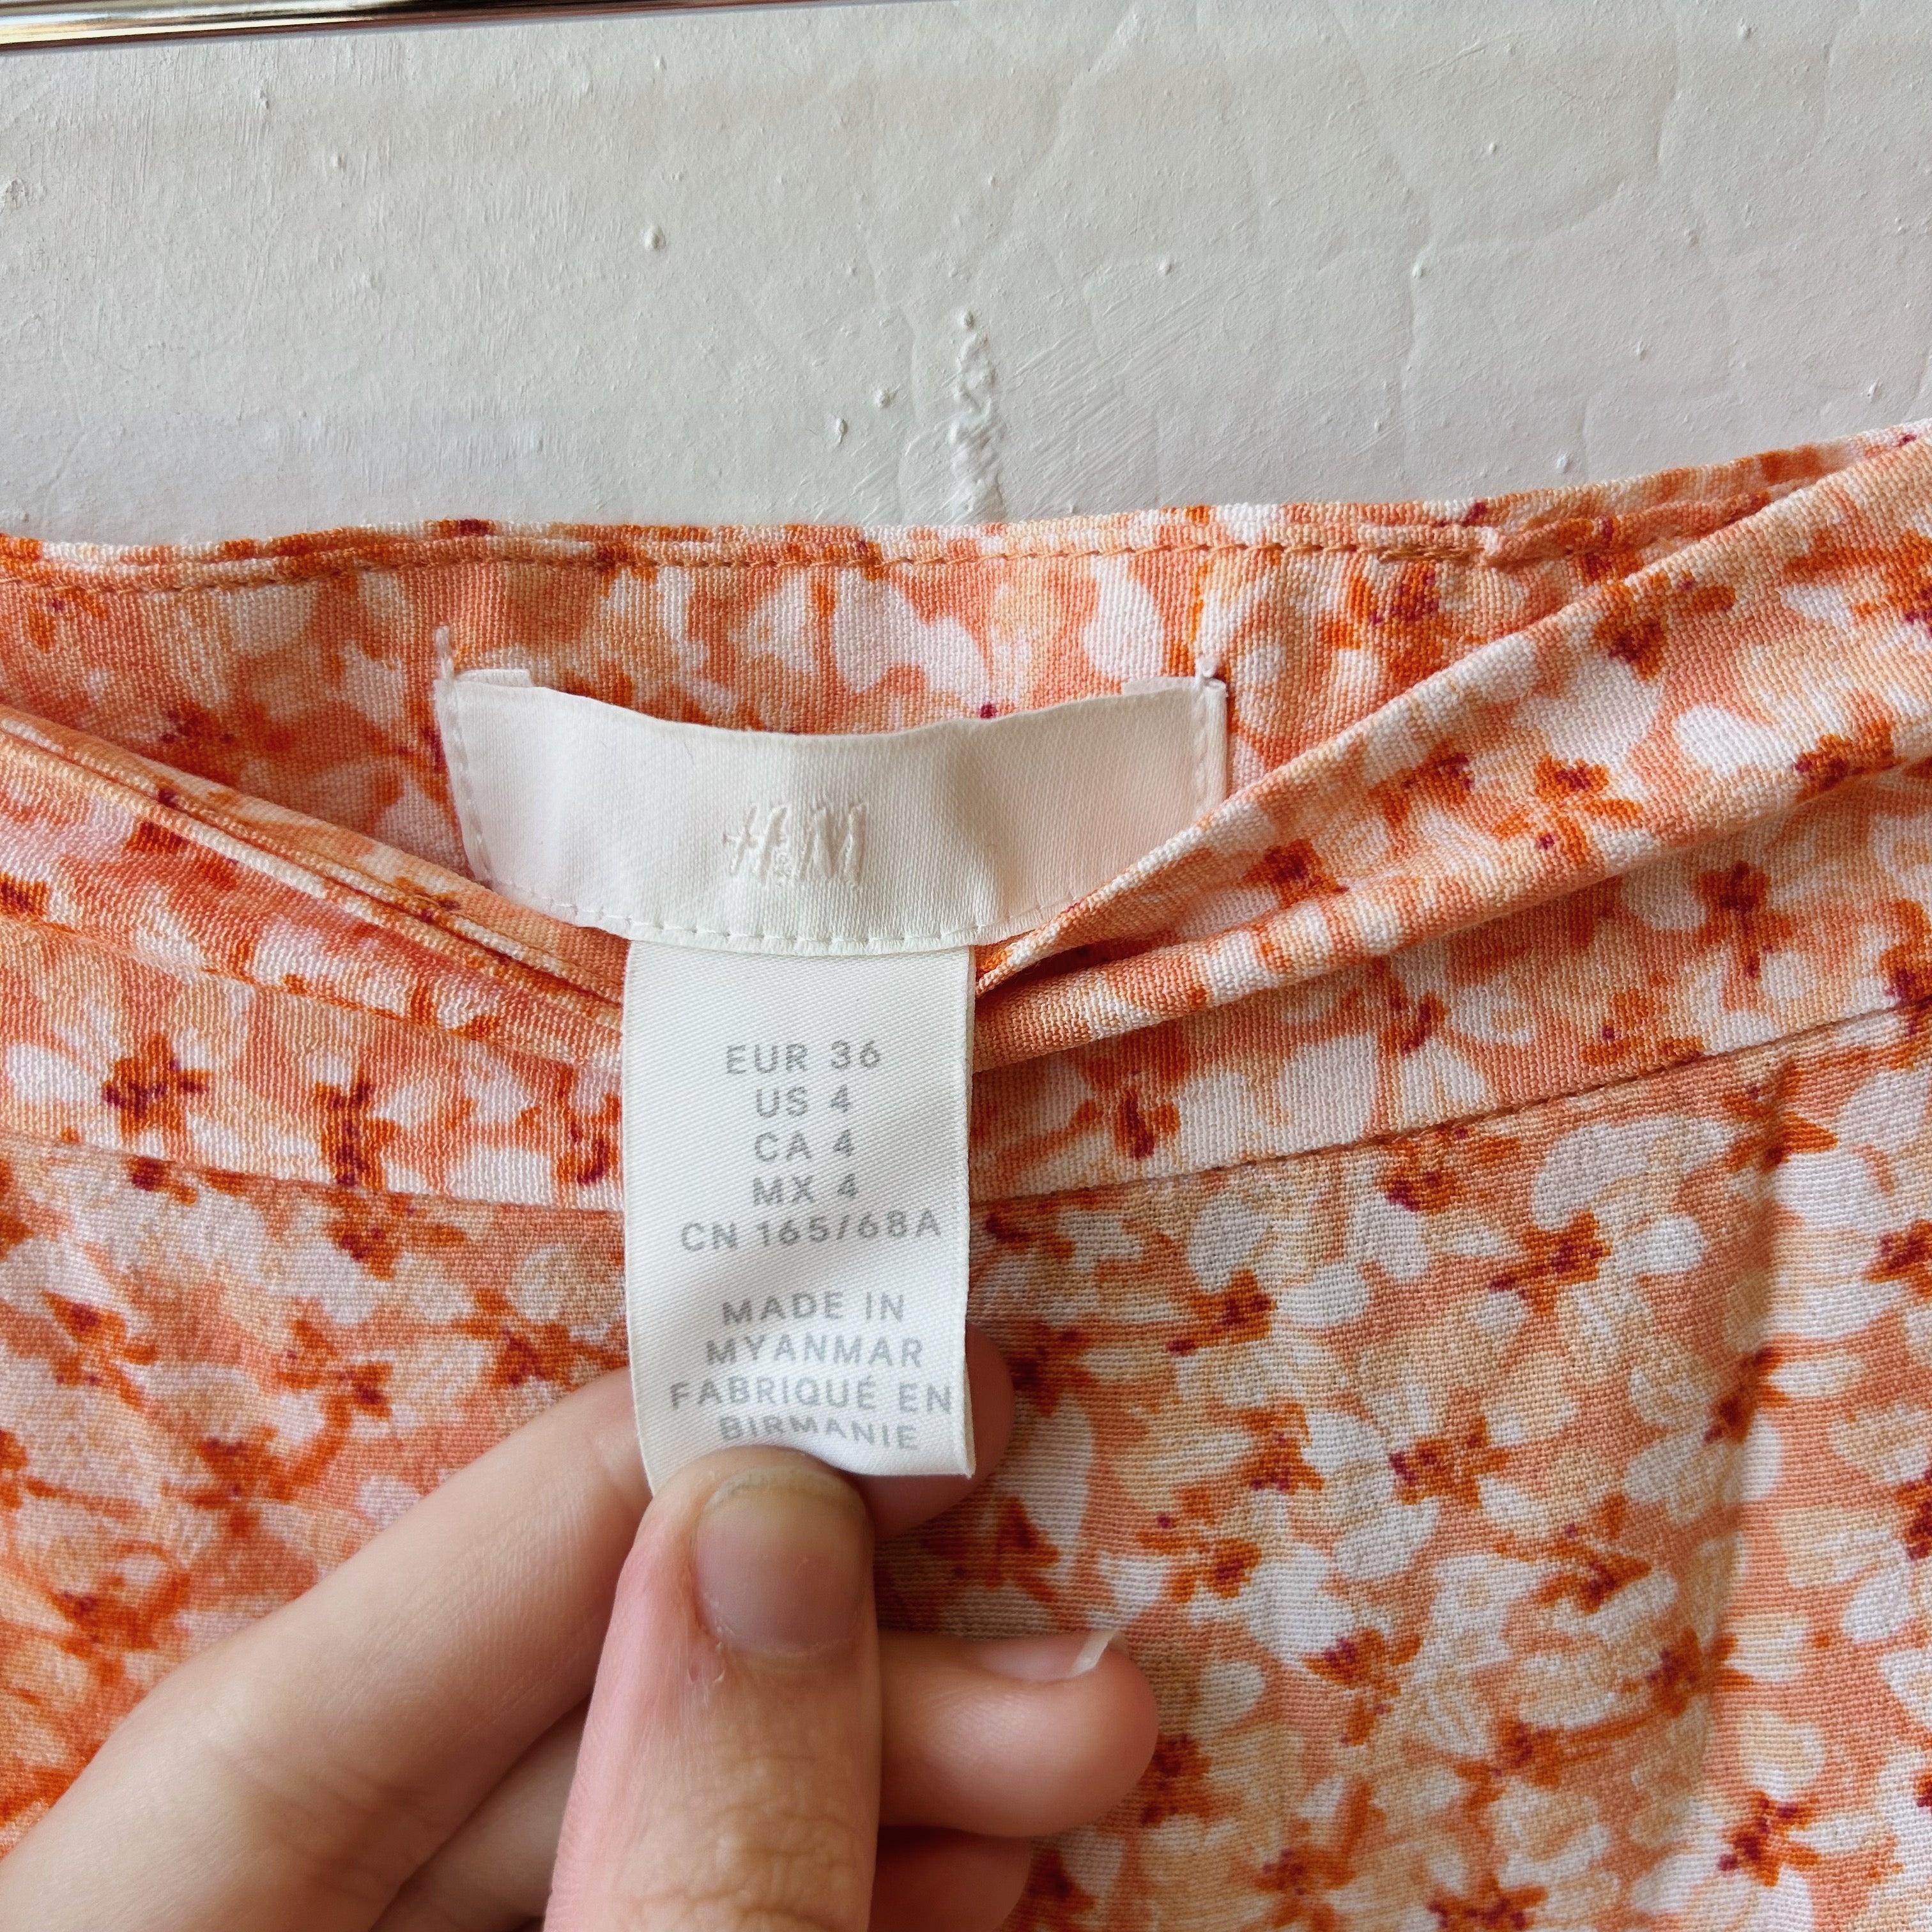 H&M
EUR 36
US 4
CA 4
MX 4
CN 165/68A
MADE IN
MYANMAR
FABRIQUÉ EN
BIRMANIE